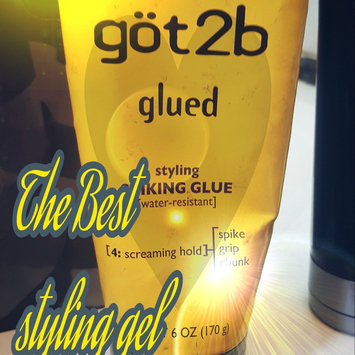 göt2b
glued
styling
IKING GLUE
[water-resistant]
[4: screaming hold]
spike
grip
chunk
6 OZ (170 g)
The Best
styling gel